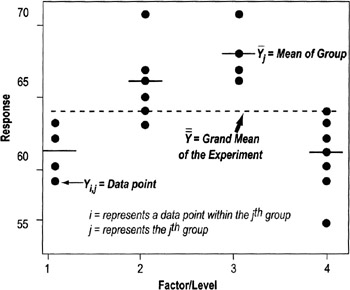 70
65
60
55
Response
Ȳj = Mean of Group
Y̿ = Grand Mean
of the Experiment
Yi,j = Data point
i = represents a data point within the jth group
j = represents the jth group
1 2 3 4
Factor/Level